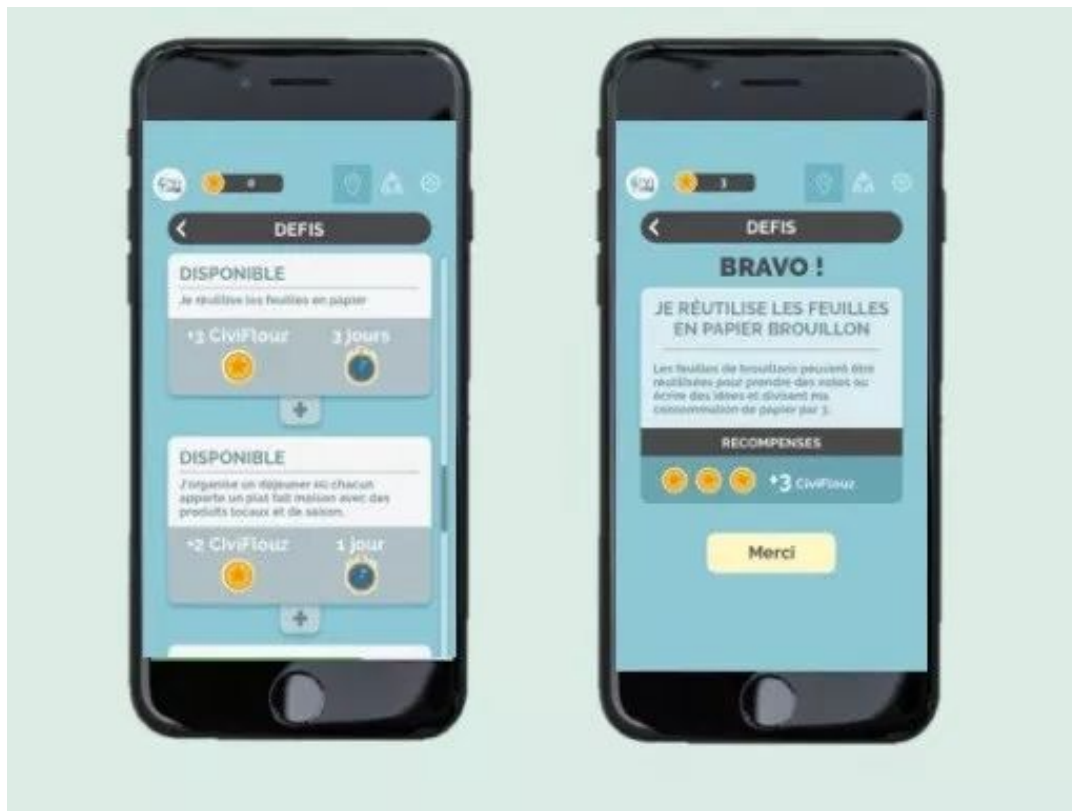 0
DEFIS
DISPONIBLE
Je réutilise les feuilles en papier
+3 CiviFlouz
3 jours
+
DISPONIBLE
J'organise un déjeuner où chacun
apporte un plat fait maison avec des
produits locaux et de saison.
+2 CiviFlouz
1 jour
+
3
DEFIS
BRAVO !
JE RÉUTILISE LES FEUILLES
EN PAPIER BROUILLON
Les feuilles de brouillons peuvent être
réutilisées pour prendre des notes ou
écrire des idées et divisent ma
consommation de papier par 3.
RECOMPENSES
+3 CiviFlouz
Merci